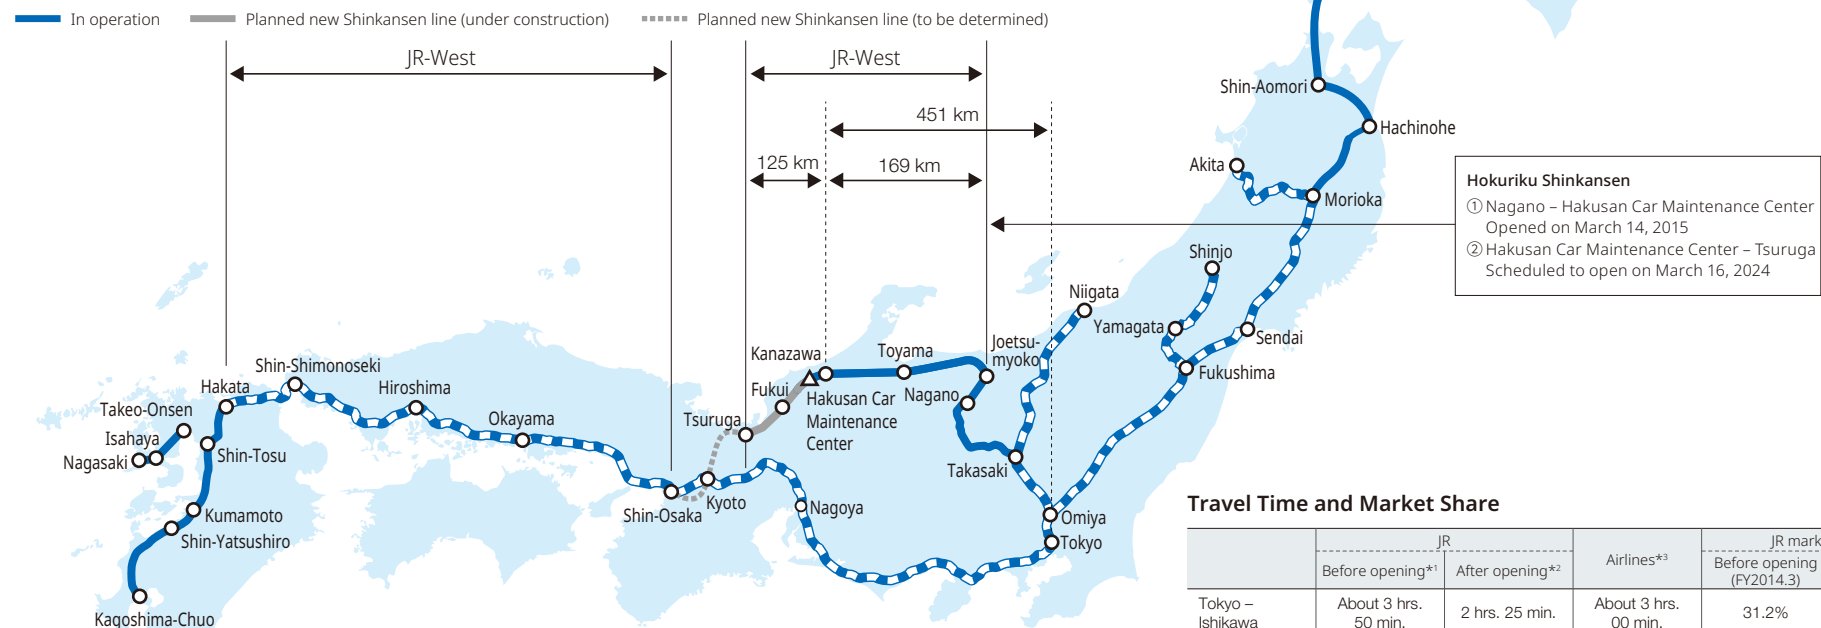 In operation
Planned new Shinkansen line (under construction)
Planned new Shinkansen line (to be determined)
JR-West
JR-West
451 km
125 km
169 km
Shin-Aomori
Hachinohe
Akita
Morioka
Hokuriku Shinkansen
① Nagano – Hakusan Car Maintenance Center
Opened on March 14, 2015
② Hakusan Car Maintenance Center – Tsuruga
Scheduled to open on March 16, 2024
Shinjo
Niigata
Yamagata
Sendai
Fukushima
Joetsu-
myoko
Toyama
Kanazawa
Nagano
Fukui
Hakusan Car
Maintenance
Center
Tsuruga
Takasaki
Shin-Shimonoseki
Hakata
Hiroshima
Okayama
Takeo-Onsen
Isahaya
Nagasaki
Shin-Tosu
Kumamoto
Shin-Yatsushiro
Kagoshima-Chuo
Shin-Osaka
Kyoto
Nagoya
Omiya
Tokyo
Travel Time and Market Share
JR
Airlines*3
JR mark
Before opening*1
After opening*2
Before opening
(FY2014.3)
Tokyo –
Ishikawa
About 3 hrs.
50 min.
2 hrs. 25 min.
About 3 hrs.
00 min.
31.2%